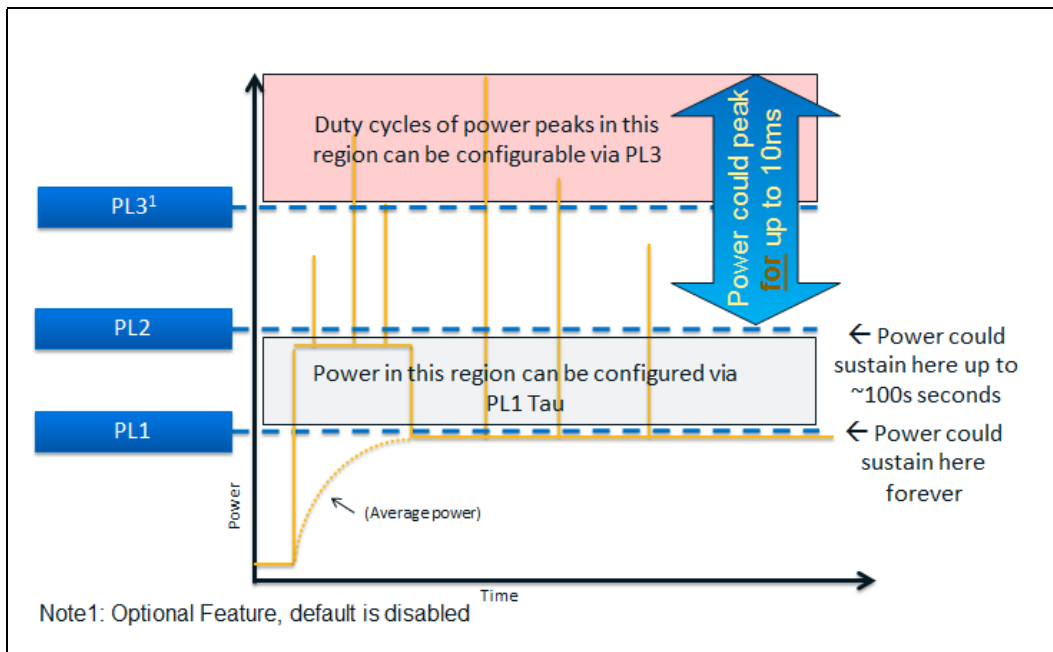 Duty cycles of power peaks in this
region can be configurable via PL3
Power could peak
for up to 10ms
PL3¹
PL2
← Power could
sustain here up to
~100s seconds
Power in this region can be configured via
PL1 Tau
PL1
← Power could
sustain here
forever
(Average power)
Power
Time
Note1: Optional Feature, default is disabled